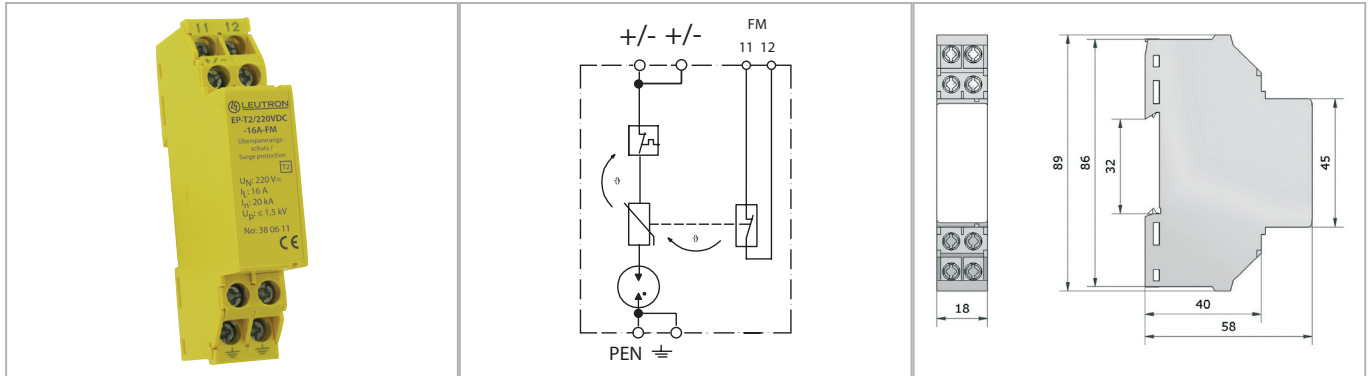 11 12
+/-
LEUTRON
EP-T2/220VDC
-16A-FM
Überspannungs-
schutz /
Surge protection
T2
UN: 220 V=
IL: 16 A
In: 20 kA
Up: ≤ 1,5 kV
No: 38 06 11
CE
+/- +/-
FM
11 12
ϑ
ϑ
PEN
89
86
32
45
18
40
58